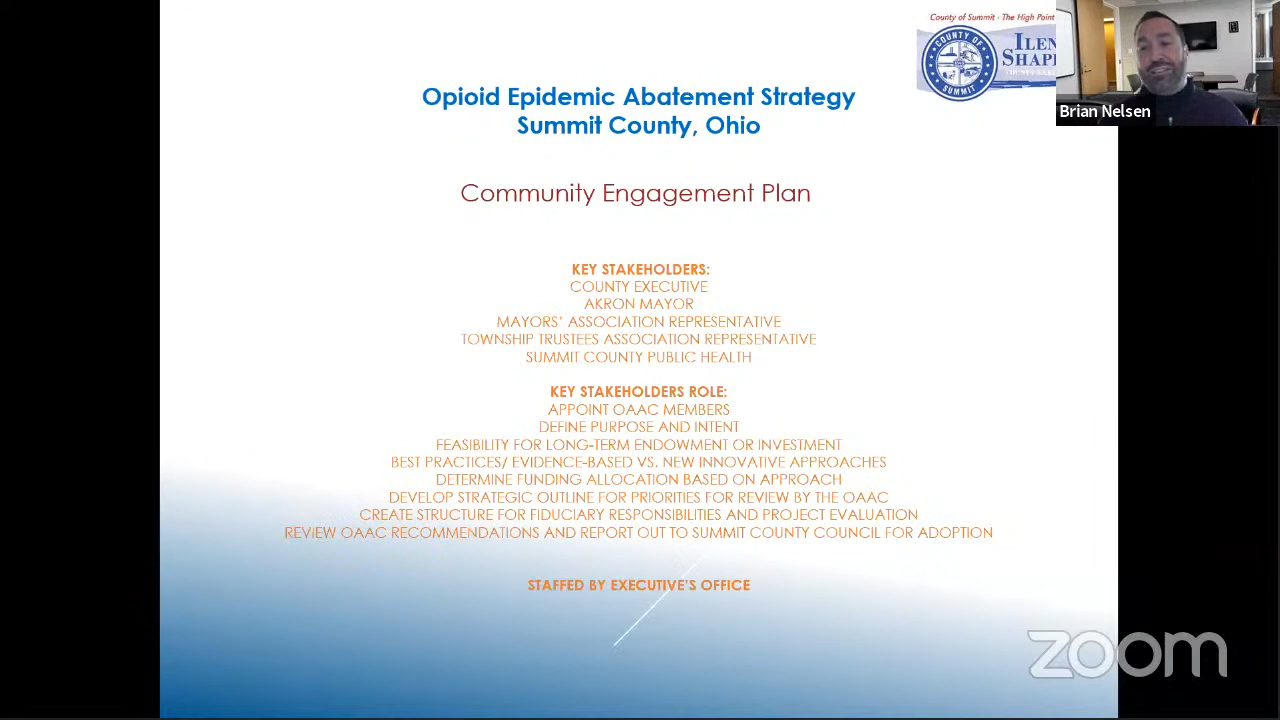 County of Summit · The High Point
COUNTY OF
SUMMIT
Opioid Epidemic Abatement Strategy
Summit County, Ohio
Brian Nelsen
Community Engagement Plan
KEY STAKEHOLDERS:
COUNTY EXECUTIVE
AKRON MAYOR
MAYORS' ASSOCIATION REPRESENTATIVE
TOWNSHIP TRUSTEES ASSOCIATION REPRESENTATIVE
SUMMIT COUNTY PUBLIC HEALTH
KEY STAKEHOLDERS ROLE:
APPOINT OAAC MEMBERS
DEFINE PURPOSE AND INTENT
FEASIBILITY FOR LONG-TERM ENDOWMENT OR INVESTMENT
BEST PRACTICES/ EVIDENCE-BASED VS. NEW INNOVATIVE APPROACHES
DETERMINE FUNDING ALLOCATION BASED ON APPROACH
DEVELOP STRATEGIC OUTLINE FOR PRIORITIES FOR REVIEW BY THE OAAC
CREATE STRUCTURE FOR FIDUCIARY RESPONSIBILITIES AND PROJECT EVALUATION
REVIEW OAAC RECOMMENDATIONS AND REPORT OUT TO SUMMIT COUNTY COUNCIL FOR ADOPTION
STAFFED BY EXECUTIVE'S OFFICE
zoom